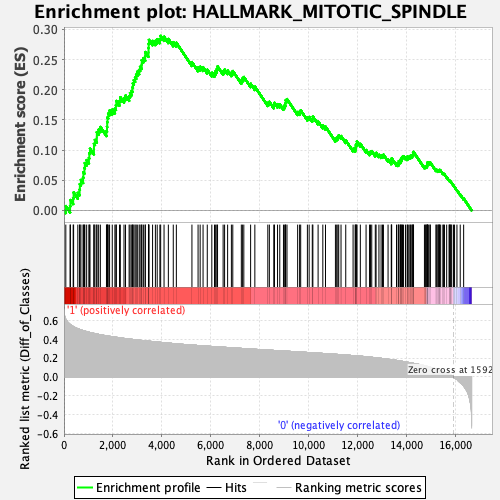 Enrichment plot: HALLMARK_MITOTIC_SPINDLE
Enrichment score (ES)
0.30
0.25
0.20
0.15
0.10
0.05
0.00
'1' (positively correlated)
Ranked list metric (Diff_of_Classes)
0.6
0.4
0.2
0.0
-0.2
-0.4
-0.6
Zero cross at 1592
'0' (negatively correlated)
0
2,000
4,000
6,000
8,000
10,000
12,000
14,000
16,000
Rank in Ordered Dataset
Enrichment profile
Hits
Ranking metric scores